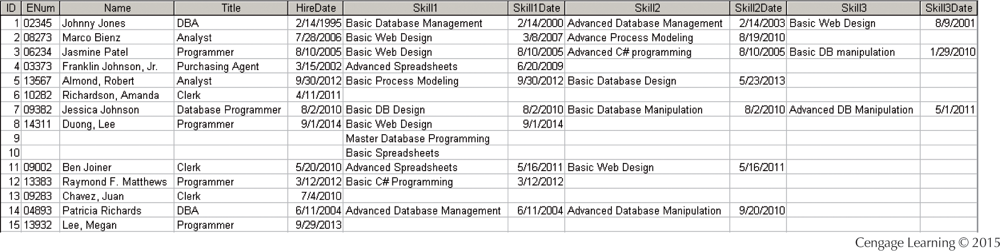 ID ENum Name Title HireDate Skill1 Skill1Date Skill2 Skill2Date Skill3 Skill3Date
1 02345 Johnny Jones DBA 2/14/1995 Basic Database Management 2/14/2000 Advanced Database Management 2/14/2003 Basic Web Design 8/9/2001
2 08273 Marco Bienz Analyst 7/28/2006 Basic Web Design 3/8/2007 Advance Process Modeling 8/19/2010
3 06234 Jasmine Patel Programmer 8/10/2005 Basic Web Design 8/10/2005 Advanced C# programming 8/10/2005 Basic DB manipulation 1/29/2010
4 03373 Franklin Johnson, Jr. Purchasing Agent 3/15/2002 Advanced Spreadsheets 6/20/2009
5 13567 Almond, Robert Analyst 9/30/2012 Basic Process Modeling 9/30/2012 Basic Database Design 5/23/2013
6 10282 Richardson, Amanda Clerk 4/11/2011
7 09382 Jessica Johnson Database Programmer 8/2/2010 Basic DB Design 8/2/2010 Basic Database Manipulation 8/2/2010 Advanced DB Manipulation 5/1/2011
8 14311 Duong, Lee Programmer 9/1/2014 Basic Web Design 9/1/2014
9 Master Database Programming
10 Basic Spreadsheets
11 09002 Ben Joiner Clerk 5/20/2010 Advanced Spreadsheets 5/16/2011 Basic Web Design 5/16/2011
12 13383 Raymond F. Matthews Programmer 3/12/2012 Basic C# Programming 3/12/2012
13 09283 Chavez, Juan Clerk 7/4/2010
14 04893 Patricia Richards DBA 6/11/2004 Advanced Database Management 6/11/2004 Advanced Database Manipulation 9/20/2010
15 13932 Lee, Megan Programmer 9/29/2013
Cengage Learning © 2015